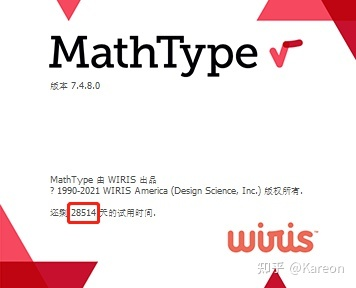 MathType
版本 7.4.8.0
MathType 由 WIRIS 出品
? 1990-2021 WIRIS America (Design Science, Inc.) 版权所有.
还剩 28514 天的试用时间.
wiris
知乎 @Kareon